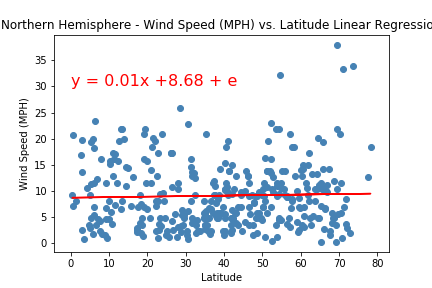 Northern Hemisphere - Wind Speed (MPH) vs. Latitude Linear Regressio
y = 0.01x +8.68 + e
Wind Speed (MPH)
35
30
25
20
15
10
5
0
0 10 20 30 40 50 60 70 80
Latitude